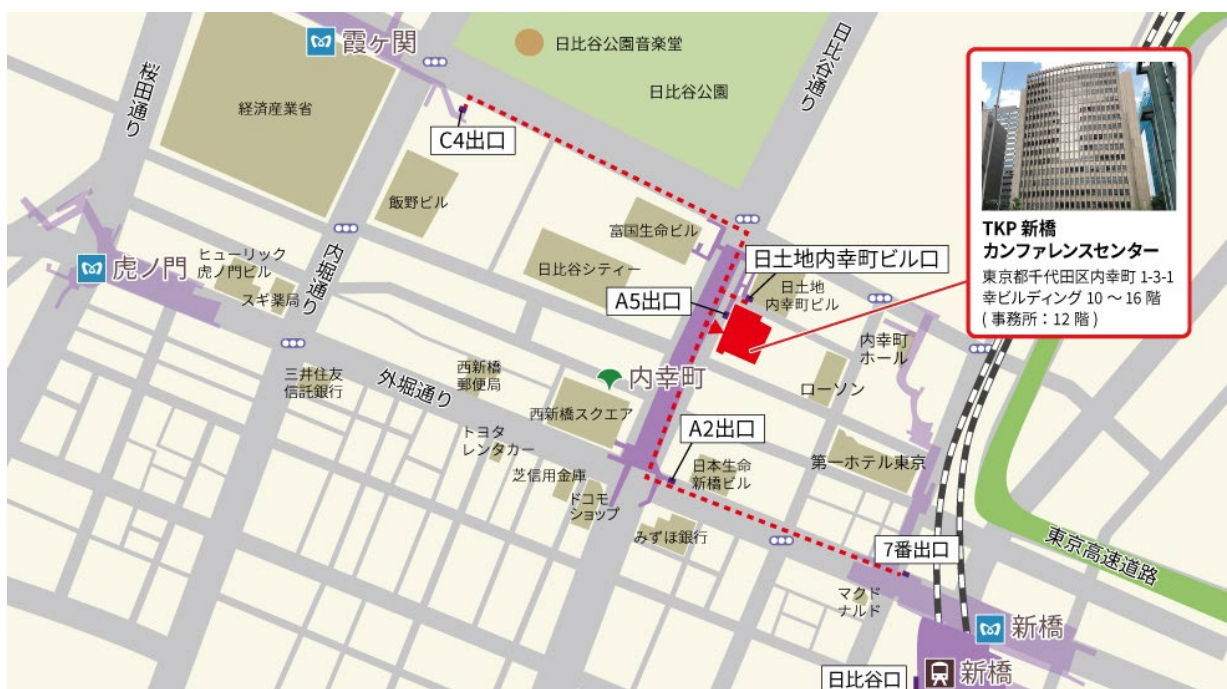 霞ヶ関
日比谷公園音楽堂
日比谷公園
日比谷通り
桜田通り
経済産業省
C4出口
飯野ビル
富国生命ビル
日比谷シティー
日土地内幸町ビル口
日土地
内幸町ビル
A5出口
TKP 新橋
カンファレンスセンター
東京都千代田区内幸町 1-3-1
幸ビルディング 10 ～ 16 階
( 事務所：12 階 )
虎ノ門
ヒューリック
虎ノ門ビル
スギ薬局
内堀通り
内幸町
ホール
三井住友
信託銀行
外堀通り
西新橋
郵便局
内幸町
ローソン
西新橋スクエア
A2出口
トヨタ
レンタカー
芝信用金庫
ドコモ
ショップ
日本生命
新橋ビル
第一ホテル東京
みずほ銀行
7番出口
東京高速道路
マクド
ナルド
新橋
日比谷口
新橋